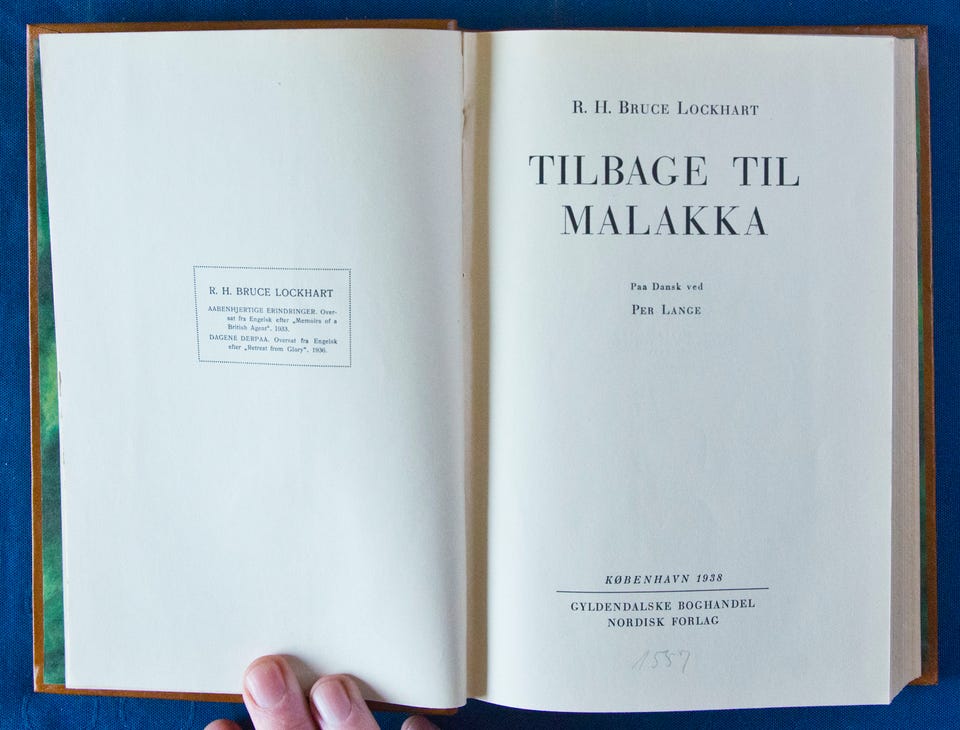 R. H. BRUCE LOCKHART
AABENHJERTIGE ERINDRINGER. Over-
sat fra Engelsk efter „Memoirs of a
British Agent“. 1933.
DAGENE DERPAA. Oversat fra Engelsk
efter „Retreat from Glory“. 1936.
R. H. BRUCE LOCKHART
TILBAGE TIL
MALAKKA
Paa Dansk ved
PER LANGE
KØBENHAVN 1938
GYLDENDALSKE BOGHANDEL
NORDISK FORLAG
1557